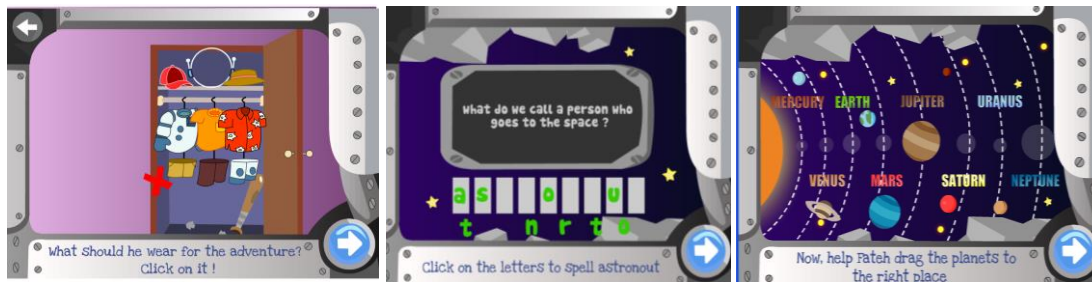 What should he wear for the adventure?
Click on it !
What do we call a person who
goes to the space ?
as o u
t n r t o
Click on the letters to spell astronout
MERCURY EARTH JUPITER URANUS
VENUS MARS SATURN NEPTUNE
Now, help Fateh drag the planets to
the right place